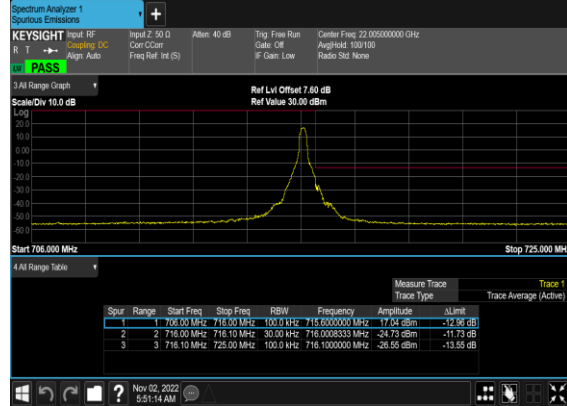 Spectrum Analyzer 1
Spurious Emissions
+
KEYSIGHT Input: RF Input Z: 50 Ω Atten: 40 dB Trig: Free Run Center Freq: 22.005000000 GHz
R T Coupling: DC Corr CCorr Gate: Off Avg|Hold: 100/100
Align: Auto Freq Ref: Int (S) IF Gain: Low Radio Std: None
PASS
3 All Range Graph
Ref Lvl Offset 7.60 dB
Scale/Div 10.0 dB Ref Value 30.00 dBm
Log
20.0
10.0
0.00
-10.0
-20.0
-30.0
-40.0
-50.0
-60.0
Start 706.000 MHz Stop 725.000 MH
4 All Range Table
Measure Trace Trace 1
Trace Type Trace Average (Active)
Spur Range Start Freq Stop Freq RBW Frequency Amplitude ΔLimit
1 1 706.00 MHz 716.00 MHz 100.0 kHz 715.6000000 MHz 17.04 dBm -12.96 dB
2 2 716.00 MHz 716.10 MHz 30.00 kHz 716.0008333 MHz -24.73 dBm -11.73 dB
3 3 716.10 MHz 725.00 MHz 100.0 kHz 716.1000000 MHz -26.55 dBm -13.55 dB
? Nov 02, 2022
5:51:14 AM